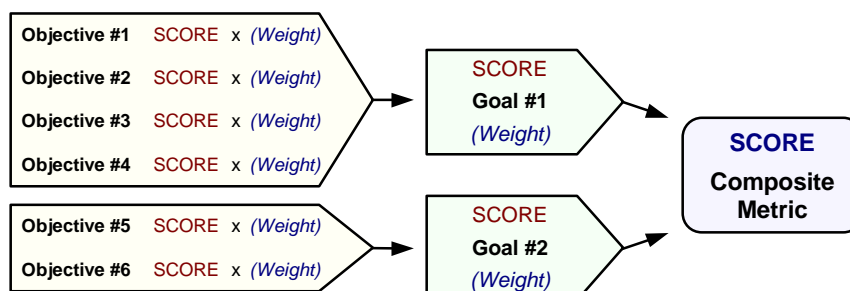 Objective #1 SCORE x (Weight)
Objective #2 SCORE x (Weight)
Objective #3 SCORE x (Weight)
Objective #4 SCORE x (Weight)
SCORE
Goal #1
(Weight)
Objective #5 SCORE x (Weight)
Objective #6 SCORE x (Weight)
SCORE
Goal #2
(Weight)
SCORE
Composite
Metric